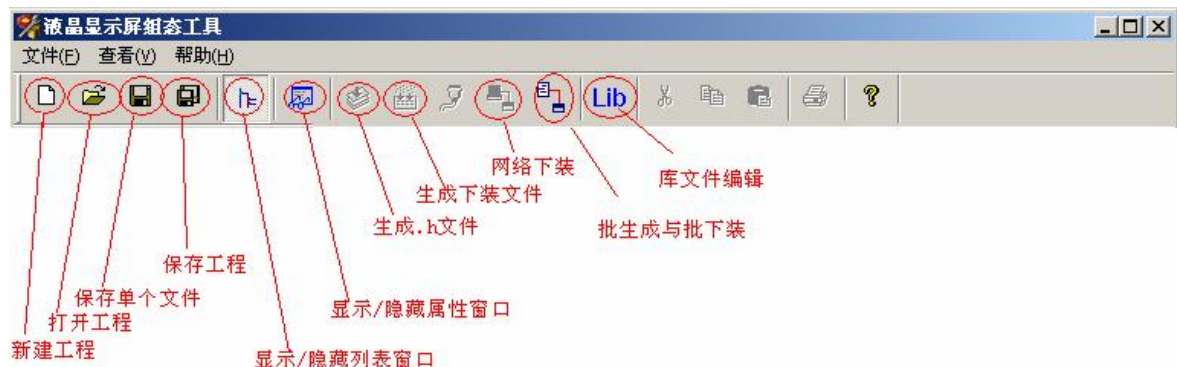 液晶显示屏组态工具
文件(F) 查看(V) 帮助(H)
Lib
网络下装
库文件编辑
生成下装文件
生成.h文件
批生成与批下装
保存工程
保存单个文件
显示/隐藏属性窗口
打开工程
新建工程
显示/隐藏列表窗口